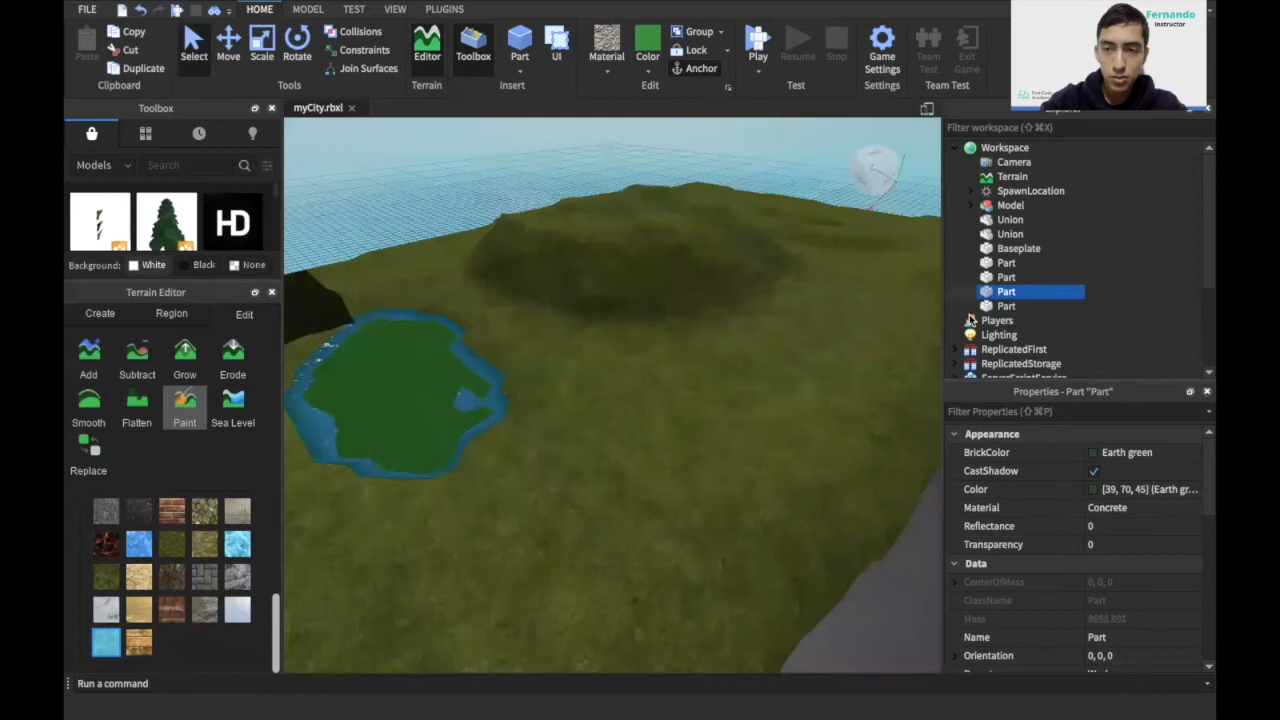 FILE HOME MODEL TEST VIEW PLUGINS
Fernando
Instructor
Paste Copy Cut Duplicate
Clipboard
Select Move Scale Rotate
Collisions
Constraints
Join Surfaces
Tools
Editor
Terrain
Toolbox Part UI
Insert
Material Color
Group
Lock
Anchor
Edit
Play Resume Stop
Test
Game Settings
Settings
Team Test Exit Game
Team Test
Toolbox
myCity.rbxl
Models Search
HD
Background: White Black None
Terrain Editor
Create Region Edit
Add Subtract Grow Erode
Smooth Flatten Paint Sea Level
Replace
Filter workspace (⇧⌘X)
Workspace
Camera
Terrain
SpawnLocation
Model
Union
Union
Baseplate
Part
Part
Part
Part
Players
Lighting
ReplicatedFirst
ReplicatedStorage
Properties - Part "Part"
Filter Properties (⇧⌘P)
Appearance
BrickColor Earth green
CastShadow
Color [39, 70, 45] (Earth gr...
Material Concrete
Reflectance 0
Transparency 0
Data
CenterOfMass 0, 0, 0
ClassName Part
Mass
Name Part
Orientation 0, 0, 0
Run a command